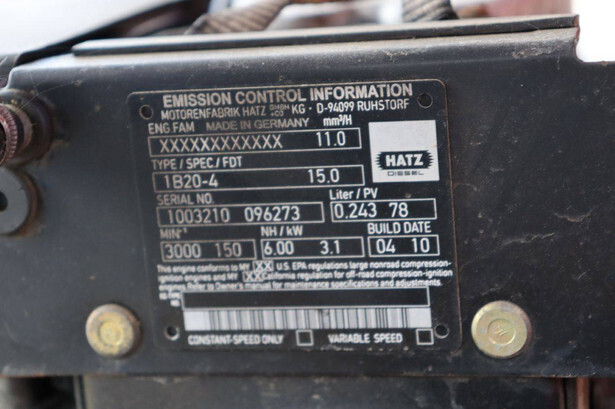 EMISSION CONTROL INFORMATION
MOTORENFABRIK HATZ GMBH +CO KG · D-94099 RUHSTORF
ENG FAM MADE IN GERMANY mm³/H
XXXXXXXXXXXX 11.0
TYPE / SPEC / FDT
1B20-4 15.0
HATZ
DIESEL
SERIAL NO. Liter / PV
1003210 096273 0.243 78
MIN-¹ NH / kW BUILD DATE
3000 150 6.00 3.1 04 10
This engine conforms to MY XX U.S. EPA regulations large nonroad compression-
ignition engines and MY XX California regulation for off-road compression-ignition
engines. Refer to Owner's manual for maintenance specifications and adjustments.
CONSTANT-SPEED ONLY VARIABLE SPEED